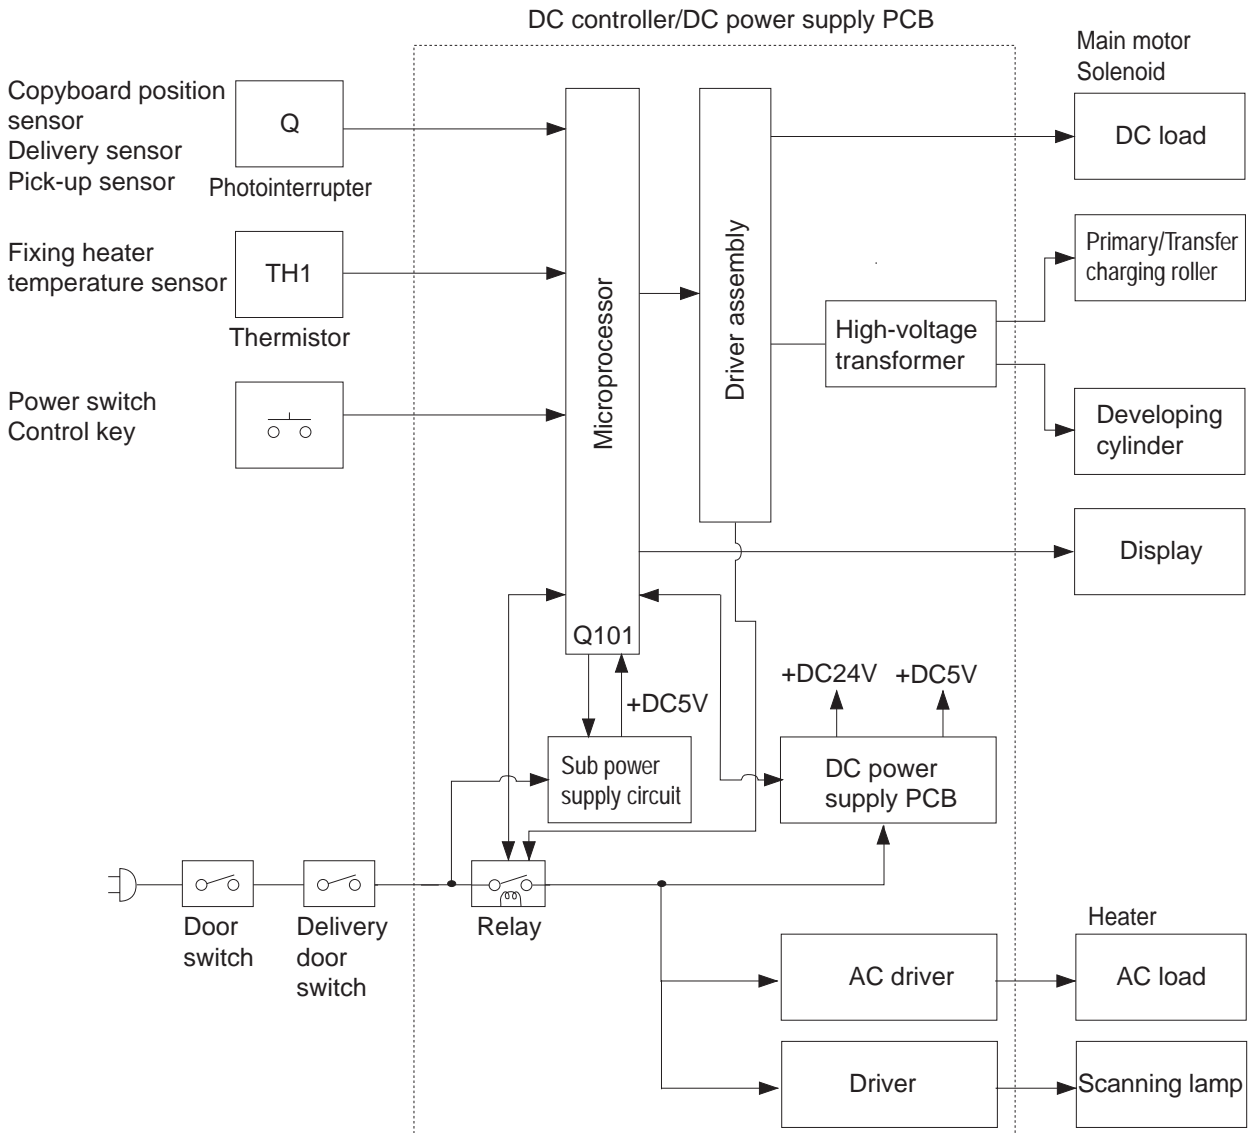 DC controller/DC power supply PCB
Main motor
Solenoid
Copyboard position
sensor
Delivery sensor
Pick-up sensor
Q
Photointerrupter
DC load
Fixing heater
temperature sensor
TH1
Thermistor
Primary/Transfer
charging roller
Power switch
Control key
Microprocessor
Q101
Driver assembly
High-voltage
transformer
Developing
cylinder
Display
+DC5V
+DC24V
+DC5V
Sub power
supply circuit
DC power
supply PCB
Door
switch
Delivery
door
switch
Relay
Heater
AC driver
AC load
Driver
Scanning lamp